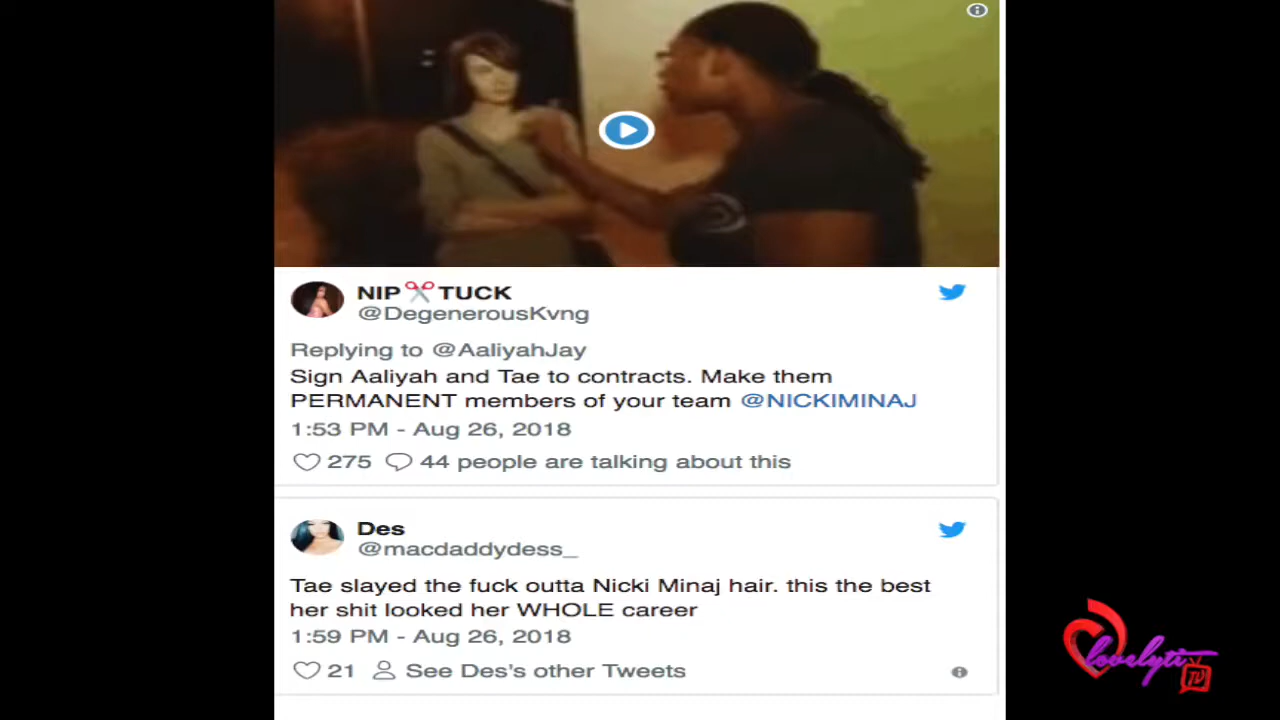 NIP✂TUCK
@DegenerousKvng
Replying to @AaliyahJay
Sign Aaliyah and Tae to contracts. Make them
PERMANENT members of your team @NICKIMINAJ
1:53 PM - Aug 26, 2018
275 44 people are talking about this
Des
@macdaddydess_
Tae slayed the fuck outta Nicki Minaj hair. this the best
her shit looked her WHOLE career
1:59 PM - Aug 26, 2018
21 See Des's other Tweets
lovelyti
TV